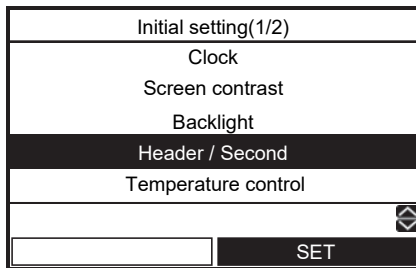 Initial setting(1/2)
Clock
Screen contrast
Backlight
Header / Second
Temperature control
SET